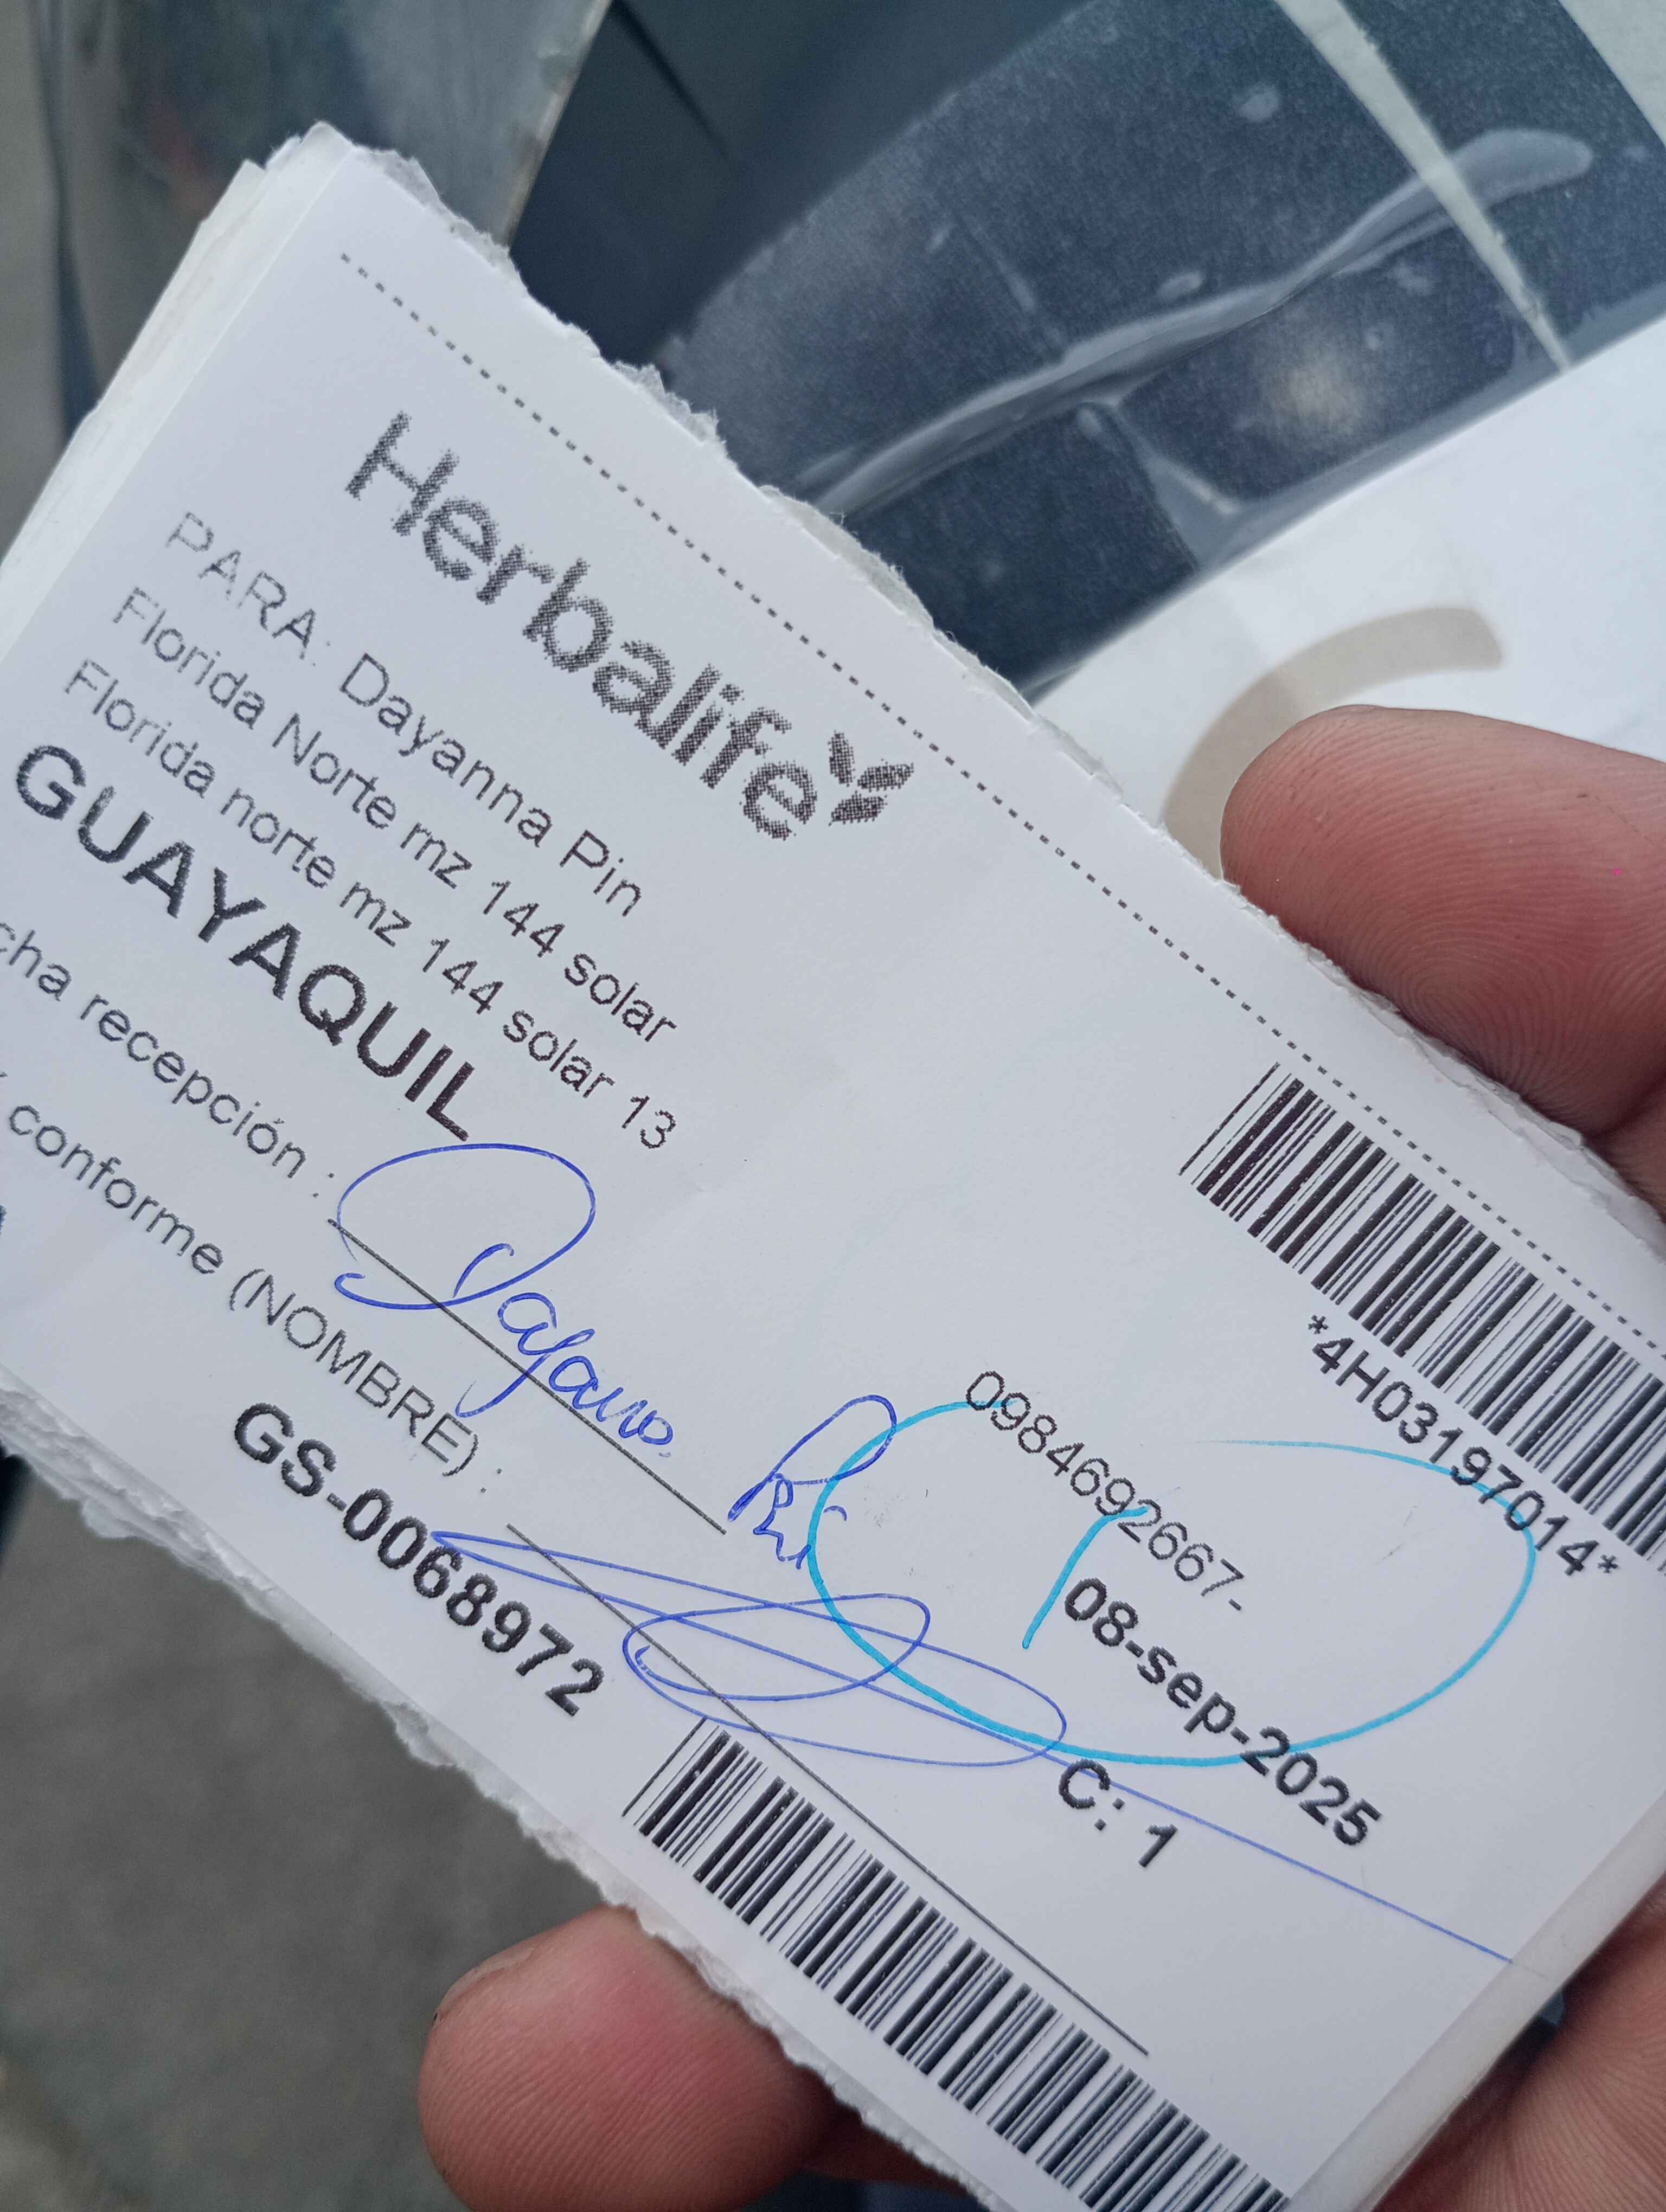 Herbalife
PARA: Dayanna Pin
Florida Norte mz 144 solar
Florida norte mz 144 solar 13
GUAYAQUIL
cha recepción :
conforme (NOMBRE) :
GS-0068972
*4H03197014*
0984692667-
08-sep-2025
C: 1